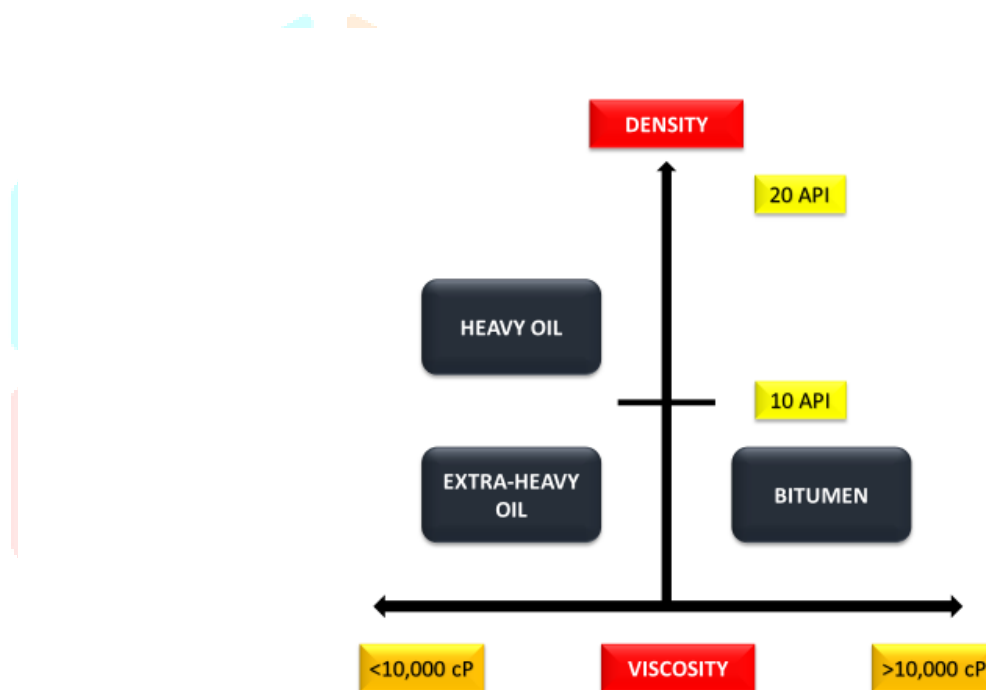 DENSITY
20 API
HEAVY OIL
10 API
EXTRA-HEAVY
OIL
BITUMEN
<10,000 cP
VISCOSITY
>10,000 cP